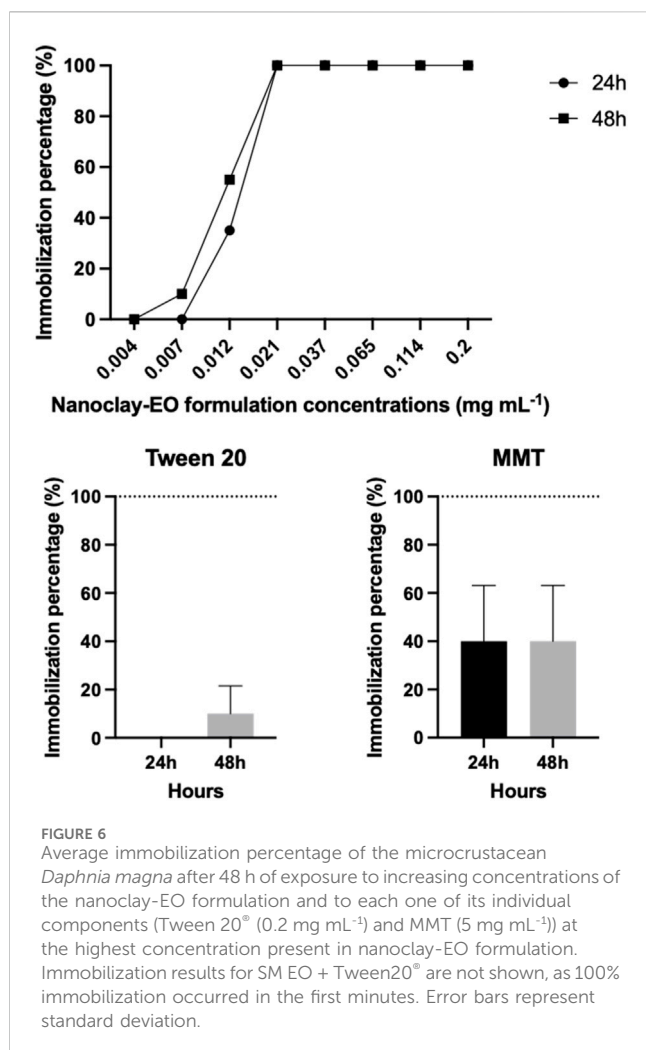 Immobilization percentage (%)
100
80
60
40
20
0
24h
48h
0.004
0.007
0.012
0.021
0.037
0.065
0.114
0.2
Nanoclay-EO formulation concentrations (mg mL⁻¹)
Tween 20
Immobilization percentage (%)
100
80
60
40
20
0
24h 48h
Hours
MMT
Immobilization percentage (%)
100
80
60
40
20
0
24h 48h
Hours
FIGURE 6
Average immobilization percentage of the microcrustacean
Daphnia magna after 48 h of exposure to increasing concentrations of
the nanoclay-EO formulation and to each one of its individual
components (Tween 20® (0.2 mg mL⁻¹) and MMT (5 mg mL⁻¹)) at
the highest concentration present in nanoclay-EO formulation.
Immobilization results for SM EO + Tween20® are not shown, as 100%
immobilization occurred in the first minutes. Error bars represent
standard deviation.